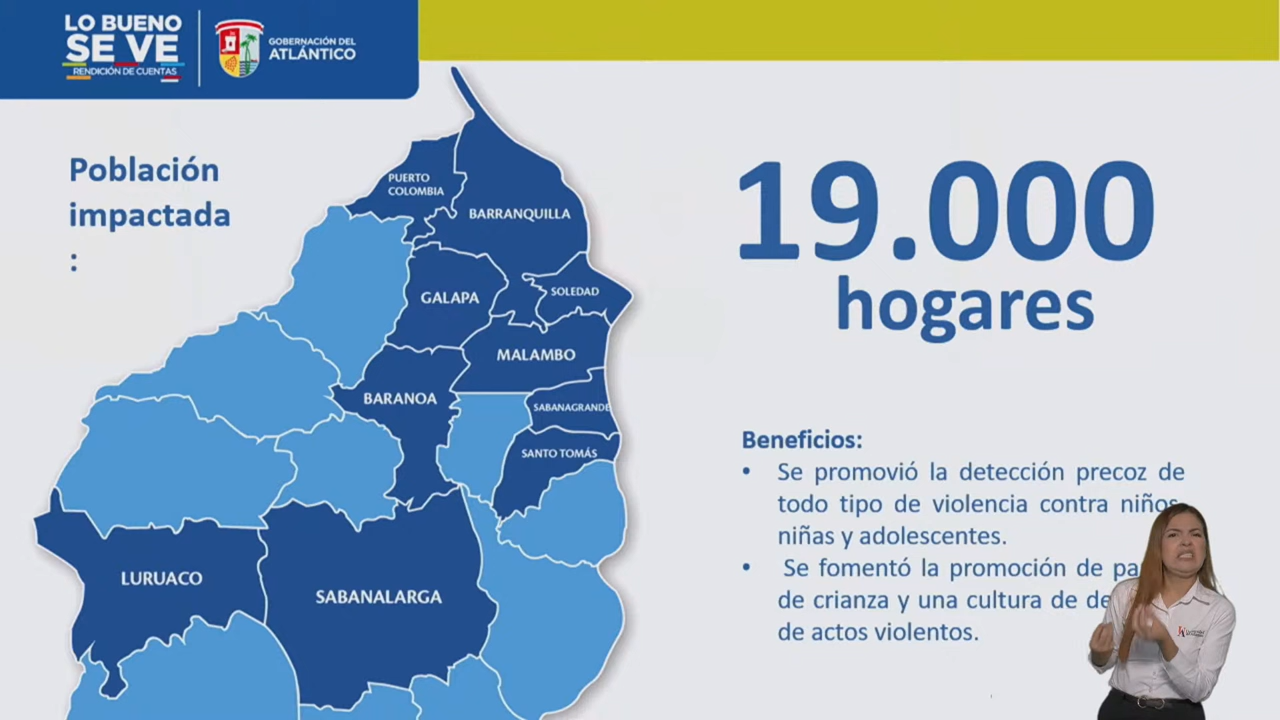 LO BUENO
SE VE
RENDICIÓN DE CUENTAS
GOBERNACIÓN DEL
ATLÁNTICO
Población
impactada
:
PUERTO
COLOMBIA
BARRANQUILLA
GALAPA
SOLEDAD
MALAMBO
BARANOA
SABANAGRANDE
SANTO TOMÁS
LURUACO
SABANALARGA
19.000
hogares
Beneficios:
• Se promovió la detección precoz de
todo tipo de violencia contra niños,
niñas y adolescentes.
• Se fomentó la promoción de
de crianza y una cultura de
de actos violentos.